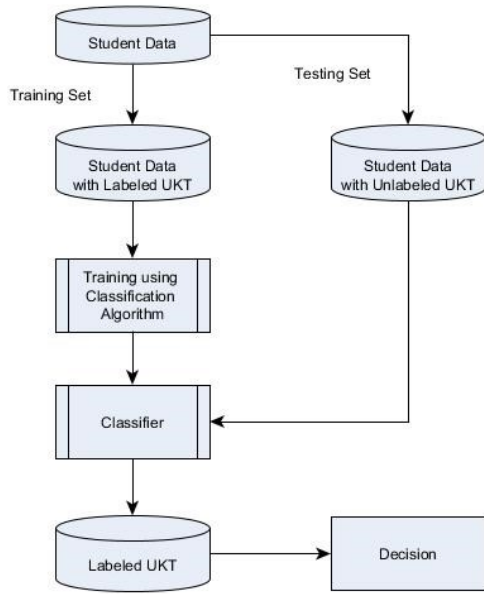 Student Data
Testing Set
Training Set
Student Data
with Labeled UKT
Student Data
with Unlabeled UKT
Training using
Classification
Algorithm
Classifier
Labeled UKT
Decision